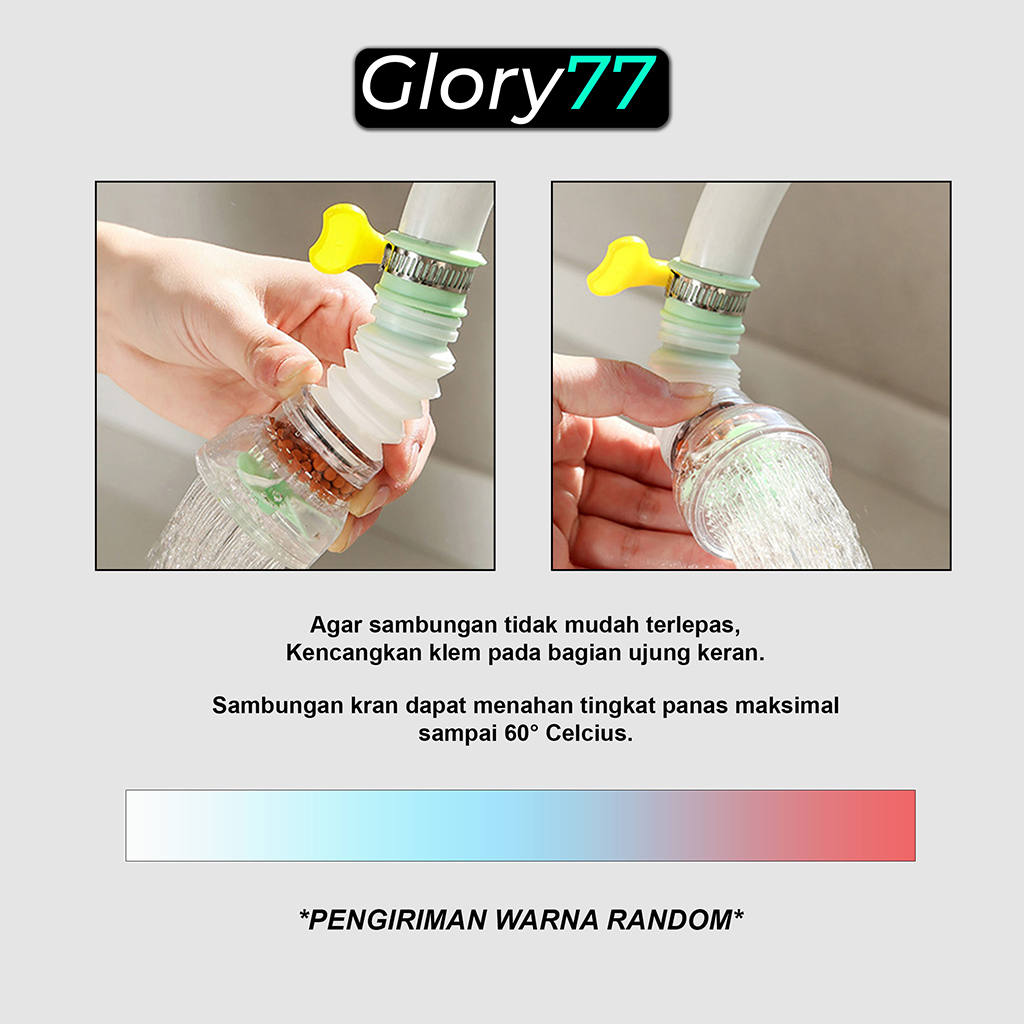 Glory77
Agar sambungan tidak mudah terlepas,
Kencangkan klem pada bagian ujung keran.
Sambungan kran dapat menahan tingkat panas maksimal
sampai 60° Celcius.
*PENGIRIMAN WARNA RANDOM*